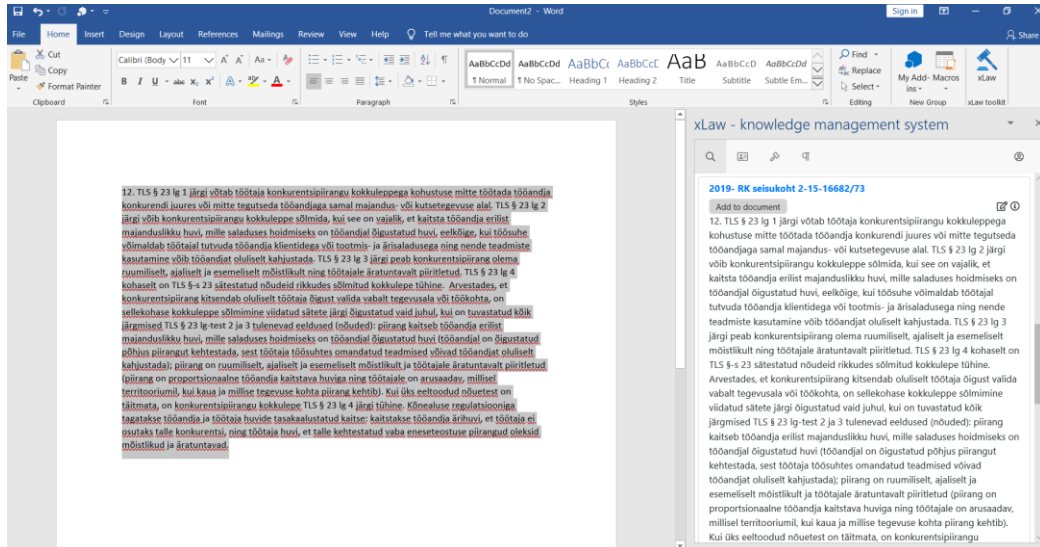 Document2 - Word
Sign in
File Home Insert Design Layout References Mailings Review View Help Tell me what you want to do
Share
Paste
Cut
Copy
Format Painter
Clipboard
Calibri (Body 11
Font
Paragraph
AaBbCcDd AaBbCcDd AaBbCc AaBbCcC AaB AaBbCcD AaBbCcDd
¶ Normal ¶ No Spac... Heading 1 Heading 2 Title Subtitle Subtle Em...
Styles
Find
Replace
Select
Editing
My Add-ins
Macros
New Group
xLaw
xLaw toolkit
12. TLS § 23 lg 1 järgi võtab töötaja konkurentsipiirangu kokkuleppega kohustuse mitte töötada tööandja
konkurendi juures või mitte tegutseda tööandjaga samal majandus- või kutsetegevuse alal. TLS § 23 lg 2
järgi võib konkurentsipiirangu kokkuleppe sõlmida, kui see on vajalik, et kaitsta tööandja erilist
majanduslikku huvi, mille saladuses hoidmiseks on tööandjal õigustatud huvi, eelkõige, kui töösuhe
võimaldab töötajal tutvuda tööandja klientidega või tootmis- ja ärisaladusega ning nende teadmiste
kasutamine võib tööandjat oluliselt kahjustada. TLS § 23 lg 3 järgi peab konkurentsipiirang olema
ruumiliselt, ajaliselt ja esemeliselt mõistlikult ning töötajale äratuntavalt piiritletud. TLS § 23 lg 4
kohaselt on TLS §-s 23 sätestatud nõudeid rikkudes sõlmitud kokkulepe tühine. Arvestades, et
konkurentsipiirang kitsendab oluliselt töötaja õigust valida vabalt tegevusala või töökohta, on
sellekohase kokkuleppe sõlmimine viidatud sätete järgi õigustatud vaid juhul, kui on tuvastatud kõik
järgmised TLS § 23 lg-test 2 ja 3 tulenevad eeldused (nõuded): piirang kaitseb tööandja erilist
majanduslikku huvi, mille saladuses hoidmiseks on tööandjal õigustatud huvi (tööandjal on õigustatud
põhjus piirangut kehtestada, sest töötaja töösuhtes omandatud teadmised võivad tööandjat oluliselt
kahjustada); piirang on ruumiliselt, ajaliselt ja esemeliselt mõistlikult ja töötajale äratuntavalt piiritletud
(piirang on proportsionaalne tööandja kaitstava huviga ning töötajale on arusaadav, millisel
territooriumil, kui kaua ja millise tegevuse kohta piirang kehtib). Kui üks eeltoodud nõuetest on
täitmata, on konkurentsipiirangu kokkulepe TLS § 23 lg 4 järgi tühine. Kõnealuse regulatsiooniga
tagatakse tööandja ja töötaja huvide tasakaalustatud kaitse: kaitstakse tööandja ärihuvi, et töötaja ei
osutaks talle konkurentsi, ning töötaja huvi, et talle kehtestatud vaba eneseteostuse piirangud oleksid
mõistlikud ja äratuntavad.
xLaw - knowledge management system
2019- RK seisukoht 2-15-16682/73
Add to document
12. TLS § 23 lg 1 järgi võtab töötaja konkurentsipiirangu kokkuleppega
kohustuse mitte töötada tööandja konkurendi juures või mitte tegutseda
tööandjaga samal majandus- või kutsetegevuse alal. TLS § 23 lg 2 järgi
võib konkurentsipiirangu kokkuleppe sõlmida, kui see on vajalik, et
kaitsta tööandja erilist majanduslikku huvi, mille saladuses hoidmiseks on
tööandjal õigustatud huvi, eelkõige, kui töösuhe võimaldab töötajal
tutvuda tööandja klientidega või tootmis- ja ärisaladusega ning nende
teadmiste kasutamine võib tööandjat oluliselt kahjustada. TLS § 23 lg 3
järgi peab konkurentsipiirang olema ruumiliselt, ajaliselt ja esemeliselt
mõistlikult ning töötajale äratuntavalt piiritletud. TLS § 23 lg 4 kohaselt on
TLS §-s 23 sätestatud nõudeid rikkudes sõlmitud kokkulepe tühine.
Arvestades, et konkurentsipiirang kitsendab oluliselt töötaja õigust valida
vabalt tegevusala või töökohta, on sellekohase kokkuleppe sõlmimine
viidatud sätete järgi õigustatud vaid juhul, kui on tuvastatud kõik
järgmised TLS § 23 lg-test 2 ja 3 tulenevad eeldused (nõuded): piirang
kaitseb tööandja erilist majanduslikku huvi, mille saladuses hoidmiseks on
tööandjal õigustatud huvi (tööandjal on õigustatud põhjus piirangut
kehtestada, sest töötaja töösuhtes omandatud teadmised võivad
tööandjat oluliselt kahjustada); piirang on ruumiliselt, ajaliselt ja
esemeliselt mõistlikult ja töötajale äratuntavalt piiritletud (piirang on
proportsionaalne tööandja kaitstava huviga ning töötajale on arusaadav,
millisel territooriumil, kui kaua ja millise tegevuse kohta piirang kehtib).
Kui üks eeltoodud nõuetest on täitmata, on konkurentsipiirangu